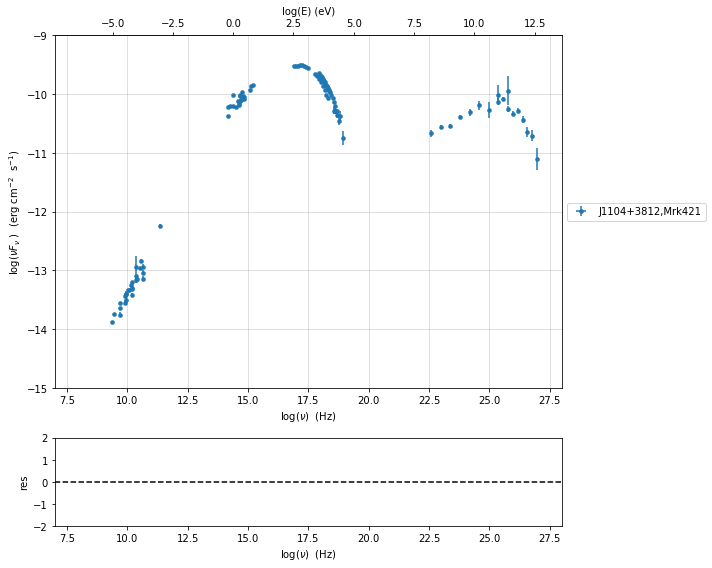 log(E) (eV)
−5.0 −2.5 0.0 2.5 5.0 7.5 10.0 12.5
−9
−10
−11
−12
−13
−14
−15
log(νFν )  (erg cm⁻²  s⁻¹)
J1104+3812,Mrk421
7.5 10.0 12.5 15.0 17.5 20.0 22.5 25.0 27.5
log(ν)  (Hz)
2
1
0
−1
−2
res
7.5 10.0 12.5 15.0 17.5 20.0 22.5 25.0 27.5
log(ν)  (Hz)